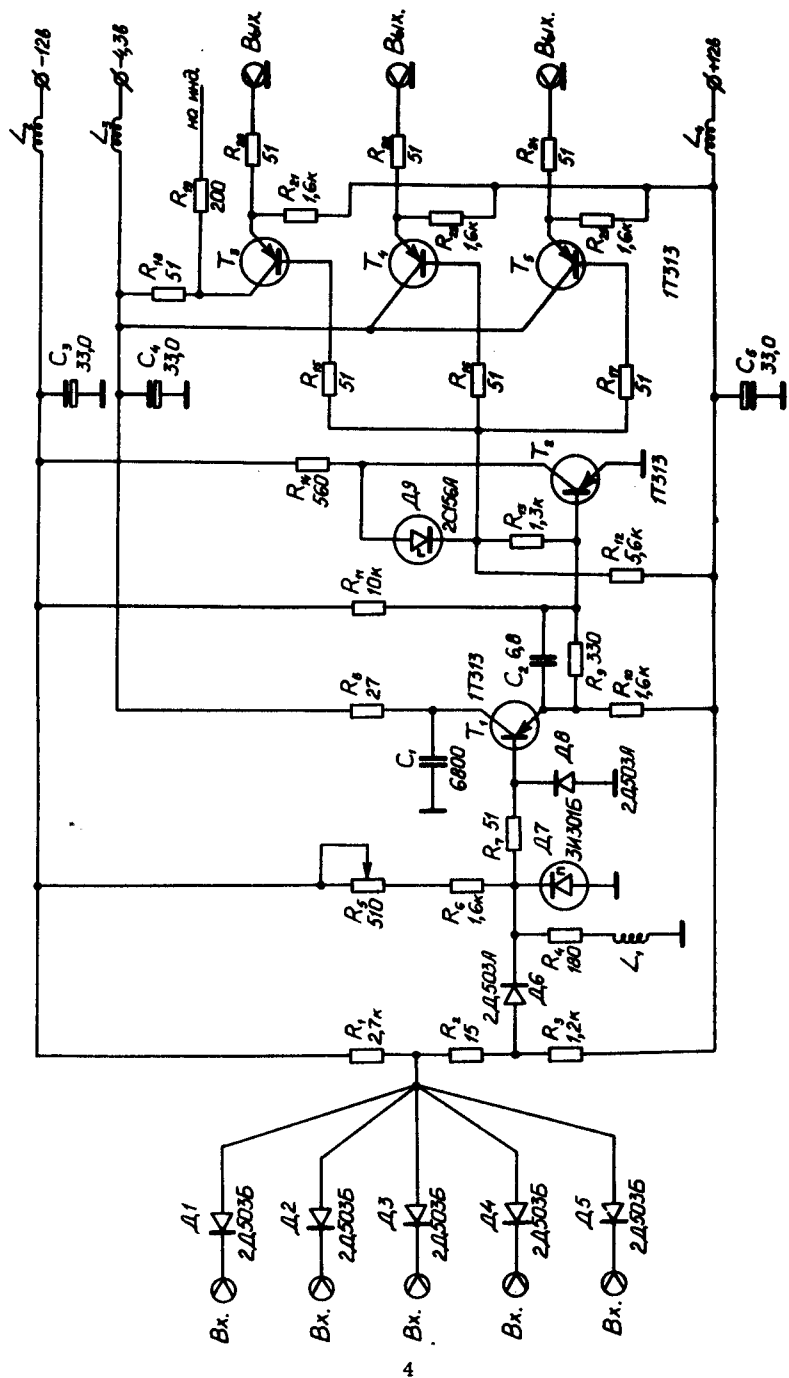 Вх.
Вх.
Вх.
Вх.
Вх.
Д1
2Д503Б
Д2
2Д503Б
Д3
2Д503Б
Д4
2Д503Б
Д5
2Д503Б
R1
2,7к
R2
15
R3
1,2к
2Д503А
Д6
R4
180
L1
R5
510
R6
1,6к
R7 51
Д7
3И301Б
Д8
2Д503А
C1
6800
R8
27
T1
1Т313
C2 6,8
R9 330
R10
1,6к
R11
10к
R12
5,6к
R13
1,3к
Д9
2С156А
R14
560
T2
1Т313
C3
33,0
C4
33,0
C5
33,0
R15
51
R16
51
R17
51
R18
51
R19
200
на инд.
T3
T4
T5
1Т313
R20
51
R21
1,6к
R22
51
1,6к
R24
51
1,6к
Вых.
Вых.
Вых.
L2
L3
L4
-12в
-4,3в
+12в
4